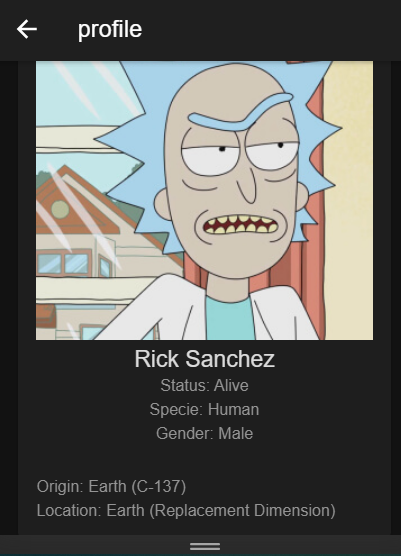 profile
Rick Sanchez
Status: Alive
Specie: Human
Gender: Male
Origin: Earth (C-137)
Location: Earth (Replacement Dimension)